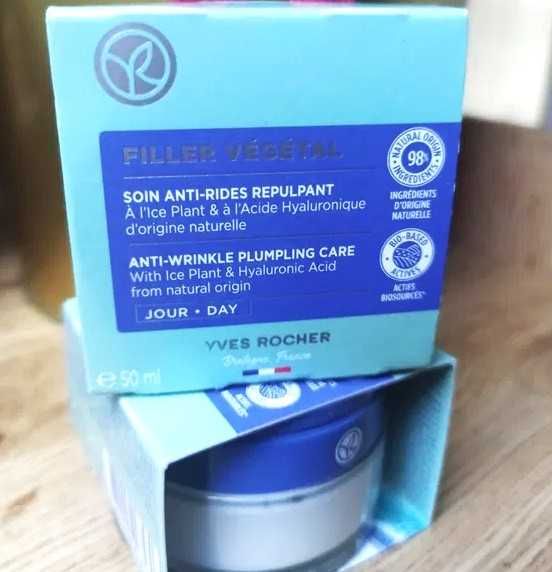 FILLER VÉGÉTAL
SOIN ANTI-RIDES REPULPANT
À l'Ice Plant & à l'Acide Hyaluronique
d'origine naturelle
ANTI-WRINKLE PLUMPING CARE
With Ice Plant & Hyaluronic Acid
from natural origin
JOUR • DAY
NATURAL ORIGIN
98%
INGREDIENTS
INGRÉDIENTS
D'ORIGINE
NATURELLE
BIO-BASED
ACTIVES
ACTIFS
BIOSOURCÉS*
YVES ROCHER
Bretagne, France
e 50 ml